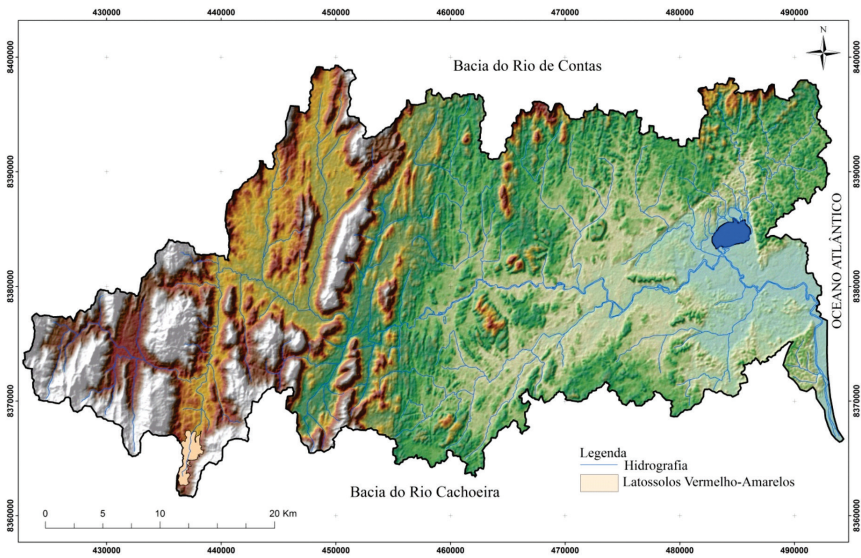 430000 440000 450000 460000 470000 480000 490000
N
8400000 8400000
Bacia do Rio de Contas
8390000 8390000
OCEANO ATLÂNTICO
8380000 8380000
8370000 8370000
Legenda
Hidrografia
Latossolos Vermelho-Amarelos
Bacia do Rio Cachoeira
0 5 10 20 Km
8360000 8360000
430000 440000 450000 460000 470000 480000 490000